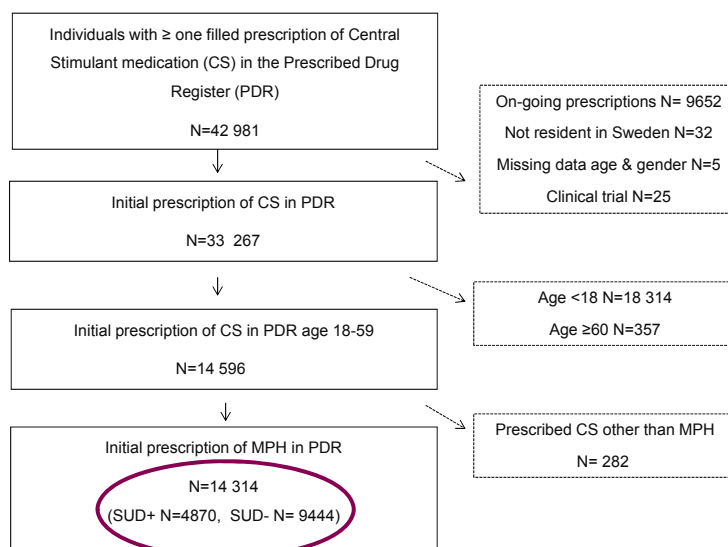 Individuals with ≥ one filled prescription of Central
Stimulant medication (CS) in the Prescribed Drug
Register (PDR)
N=42 981
On-going prescriptions N= 9652
Not resident in Sweden N=32
Missing data age & gender N=5
Clinical trial N=25
Initial prescription of CS in PDR
N=33 267
Age <18 N=18 314
Age ≥60 N=357
Initial prescription of CS in PDR age 18-59
N=14 596
Prescribed CS other than MPH
N= 282
Initial prescription of MPH in PDR
N=14 314
(SUD+ N=4870, SUD- N= 9444)